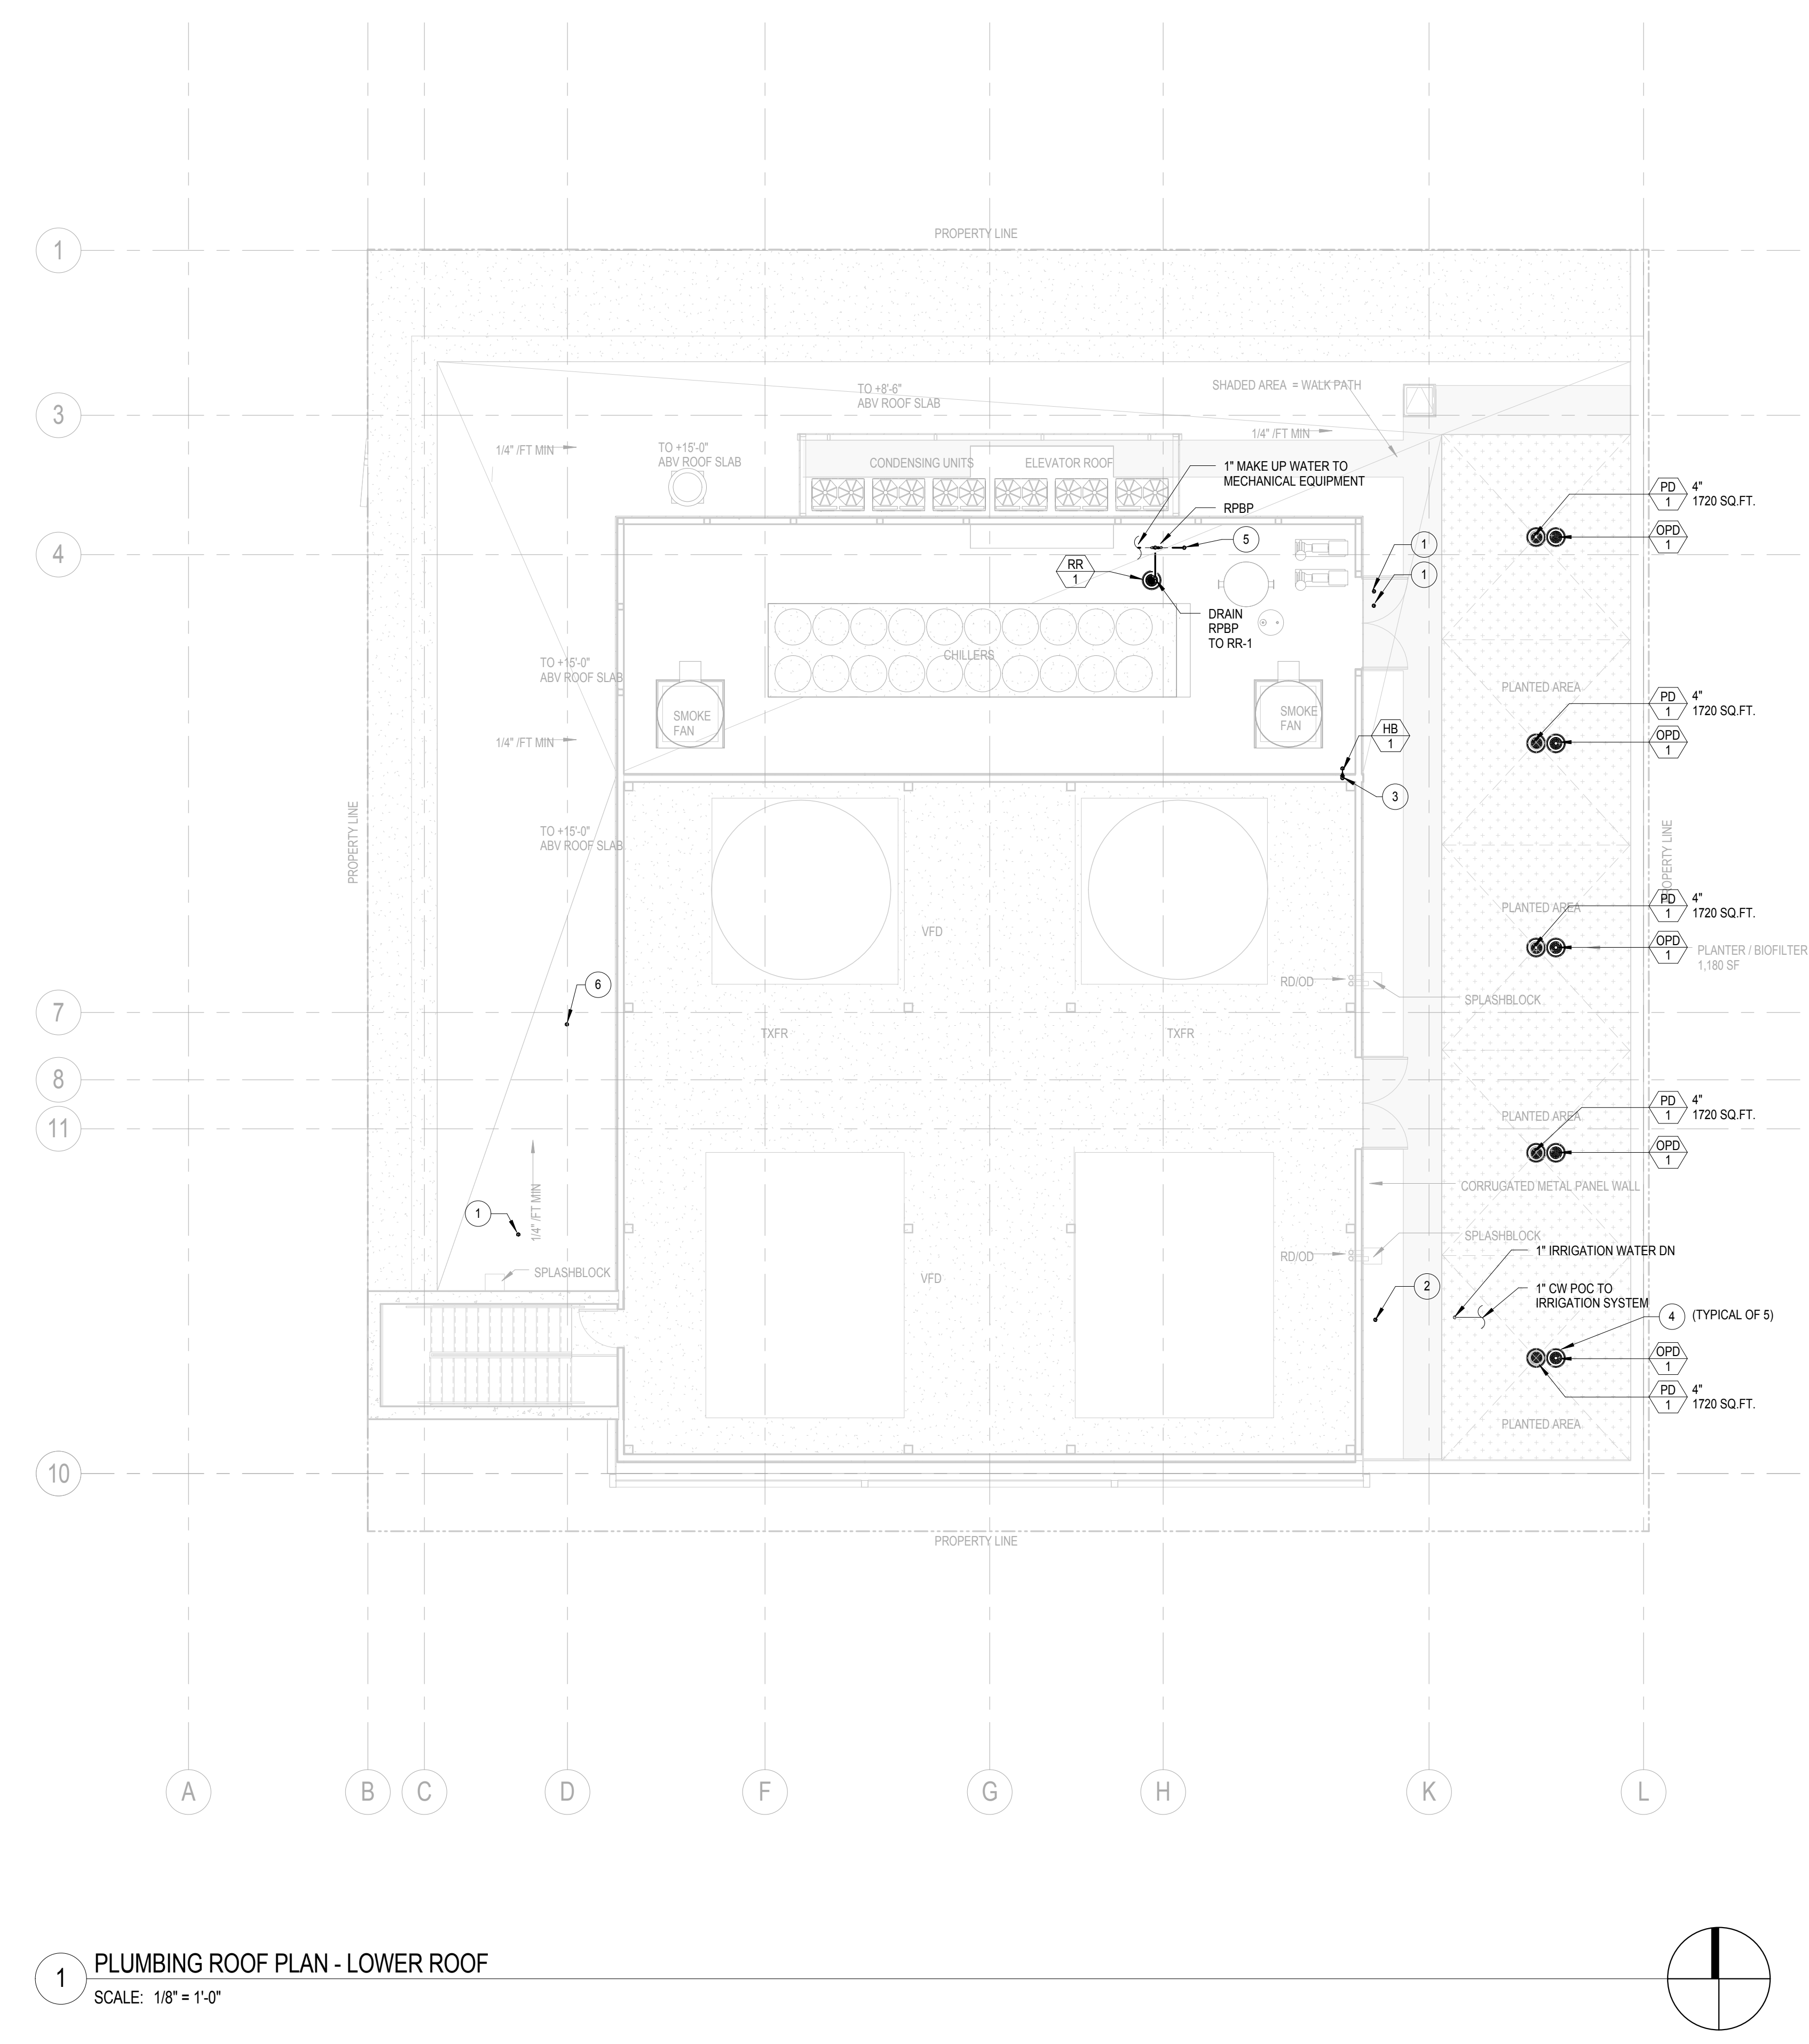 PROPERTY LINE
1
TO +8'-6"
ABV ROOF SLAB
SHADED AREA = WALK PATH
3
1/4" /FT MIN
TO +15'-0"
ABV ROOF SLAB
1/4" /FT MIN
CONDENSING UNITS
ELEVATOR ROOF
1" MAKE UP WATER TO
MECHANICAL EQUIPMENT
RPBP
PD
1
4"
1720 SQ.FT.
OPD
1
4
5
1
1
RR
1
DRAIN
RPBP
TO RR-1
CHILLERS
TO +15'-0"
ABV ROOF SLAB
SMOKE
FAN
SMOKE
FAN
PLANTED AREA
PD
1
4"
1720 SQ.FT.
OPD
1
1/4" /FT MIN
HB
1
3
TO +15'-0"
ABV ROOF SLAB
PROPERTY LINE
PROPERTY LINE
VFD
PLANTED AREA
PD
1
4"
1720 SQ.FT.
OPD
1
PLANTER / BIOFILTER
1,180 SF
6
RD/OD
SPLASHBLOCK
7
TXFR
TXFR
8
11
PLANTED AREA
PD
1
4"
1720 SQ.FT.
OPD
1
CORRUGATED METAL PANEL WALL
1
1/4" /FT MIN
SPLASHBLOCK
VFD
RD/OD
SPLASHBLOCK
1" IRRIGATION WATER DN
2
1" CW POC TO
IRRIGATION SYSTEM
4
(TYPICAL OF 5)
OPD
1
PD
1
4"
1720 SQ.FT.
PLANTED AREA
10
PROPERTY LINE
A
B
C
D
F
G
H
K
L
1
PLUMBING ROOF PLAN - LOWER ROOF
SCALE: 1/8" = 1'-0"